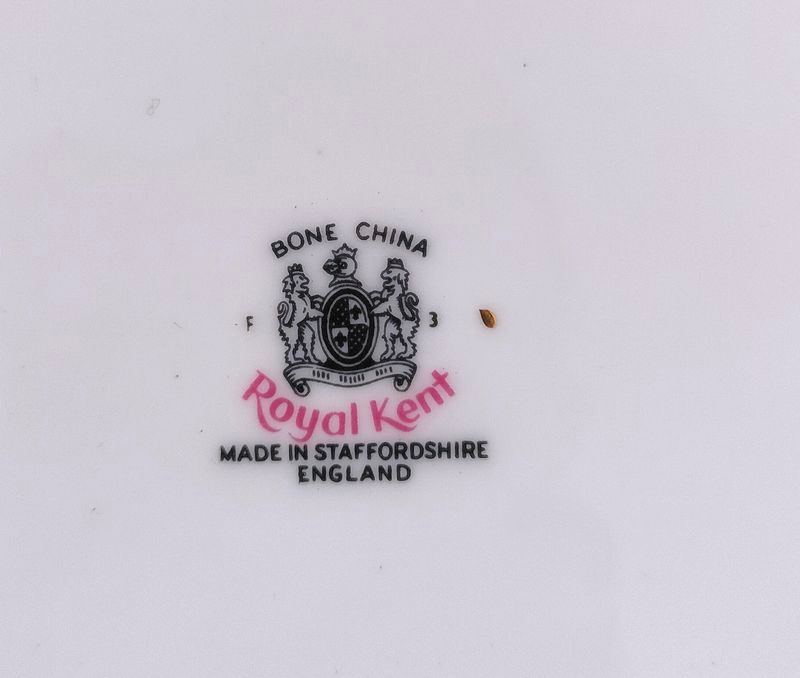 BONE CHINA
F 3
Royal Kent
MADE IN STAFFORDSHIRE
ENGLAND